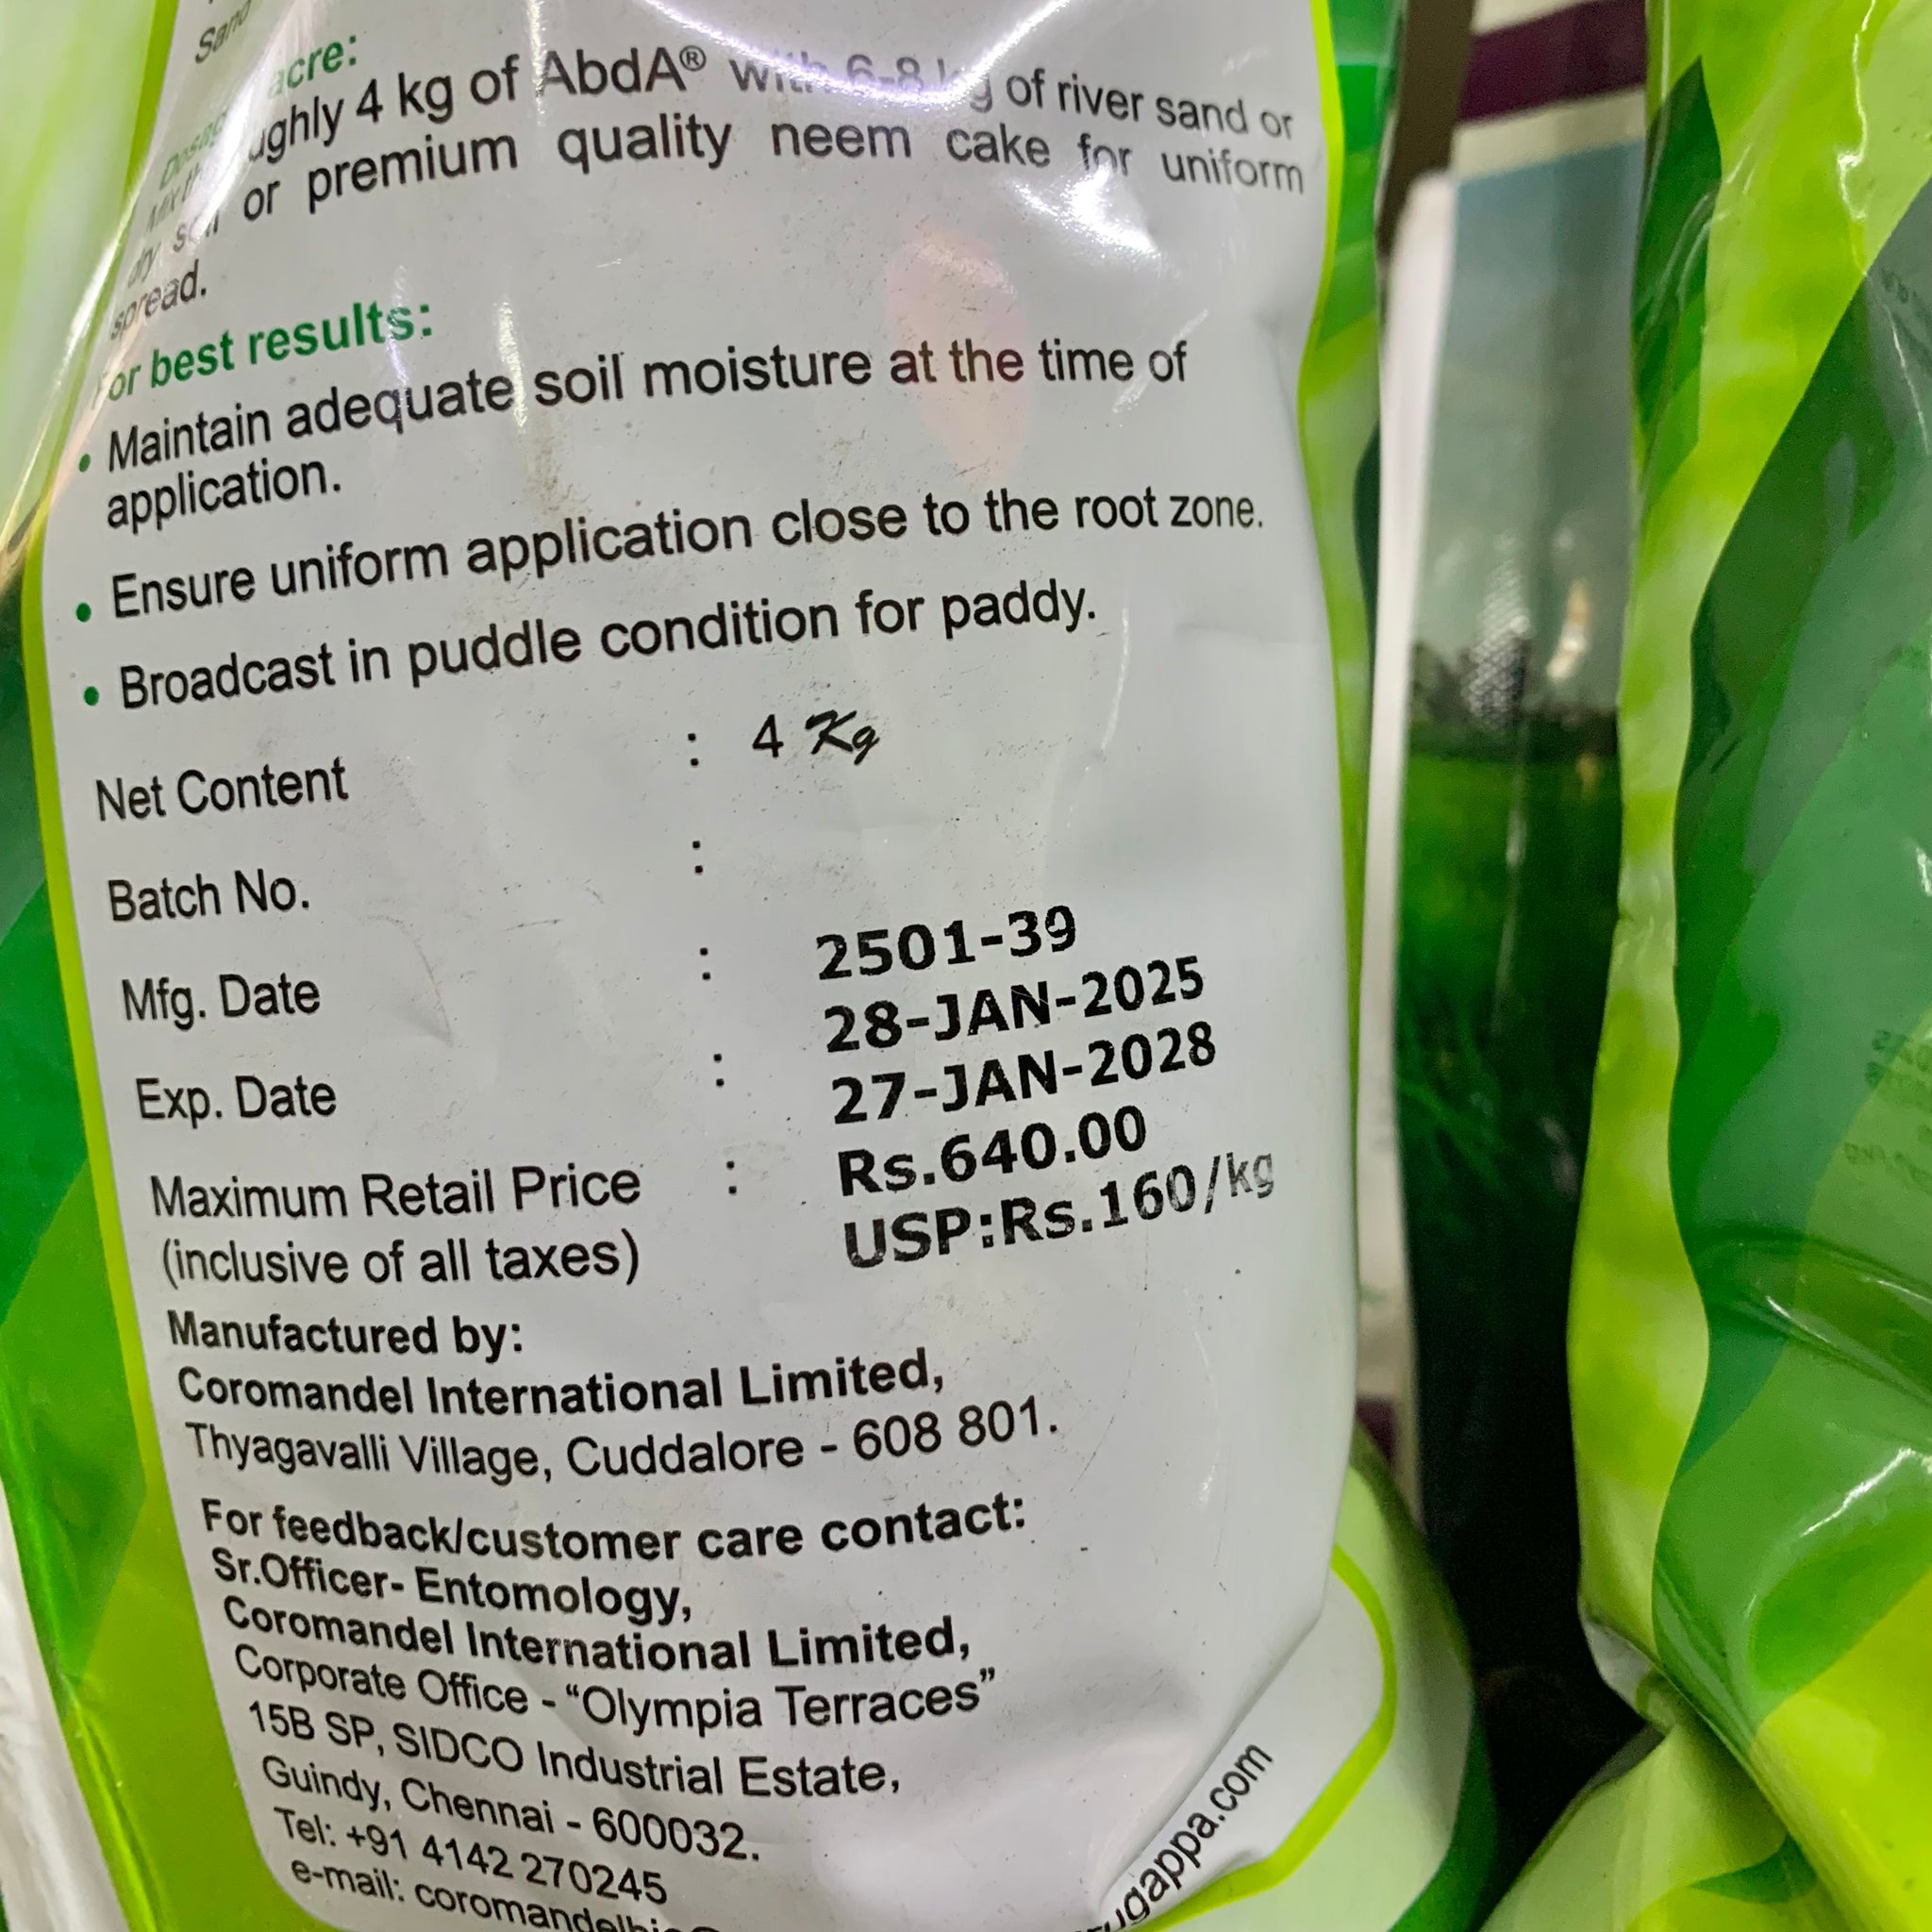 Sand
acre:
4 kg of AbdA® with 6-8 kg of river sand or
dry soil or premium quality neem cake for uniform
spread.
For best results:
• Maintain adequate soil moisture at the time of
application.
• Ensure uniform application close to the root zone.
• Broadcast in puddle condition for paddy.
Net Content : 4 Kg
Batch No. :
Mfg. Date : 2501-39
28-JAN-2025
Exp. Date : 27-JAN-2028
Maximum Retail Price : Rs.640.00
(inclusive of all taxes) USP:Rs.160/kg
Manufactured by:
Coromandel International Limited,
Thyagavalli Village, Cuddalore - 608 801.
For feedback/customer care contact:
Sr.Officer- Entomology,
Coromandel International Limited,
Corporate Office - “Olympia Terraces”
15B SP, SIDCO Industrial Estate,
Guindy, Chennai - 600032.
Tel: +91 4142 270245
e-mail:
ugappa.com